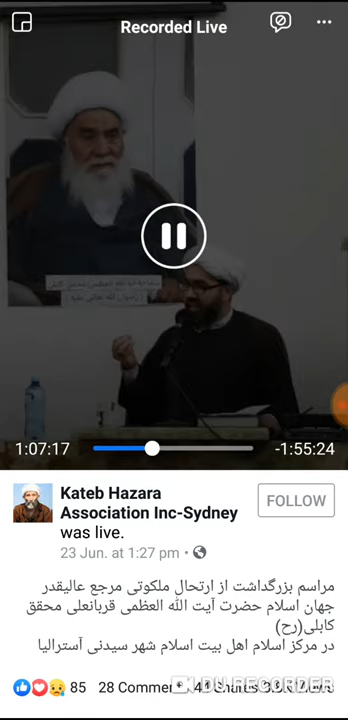 Recorded Live
1:07:17
-1:55:24
Kateb Hazara
Association Inc-Sydney
was live.
FOLLOW
23 Jun. at 1:27 pm
مراسم بزرگداشت از ارتحال ملکوتی مرجع عالیقدر
جهان اسلام حضرت آیت الله العظمی قربانعلی محقق
کابلی(رح)
در مرکز اسلام اهل بیت اسلام شهر سیدنی آسترالیا
85
28 Comments
44 Shares
DU RECORDER